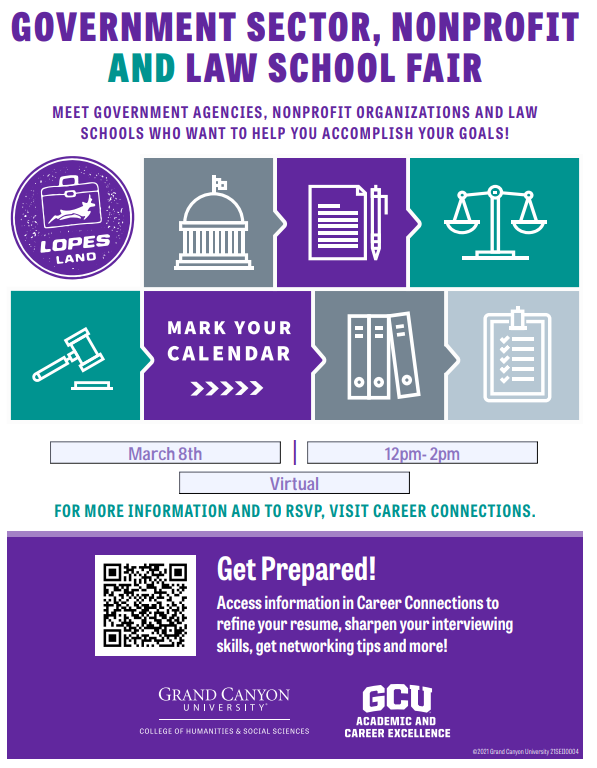 GOVERNMENT SECTOR, NONPROFIT
AND LAW SCHOOL FAIR
MEET GOVERNMENT AGENCIES, NONPROFIT ORGANIZATIONS AND LAW
SCHOOLS WHO WANT TO HELP YOU ACCOMPLISH YOUR GOALS!
LOPES
LAND
MARK YOUR
CALENDAR
March 8th
12pm- 2pm
Virtual
FOR MORE INFORMATION AND TO RSVP, VISIT CAREER CONNECTIONS.
Get Prepared!
Access information in Career Connections to
refine your resume, sharpen your interviewing
skills, get networking tips and more!
GRAND CANYON
UNIVERSITY®
COLLEGE OF HUMANITIES & SOCIAL SCIENCES
GCU
ACADEMIC AND
CAREER EXCELLENCE
©2021 Grand Canyon University 21SED0004